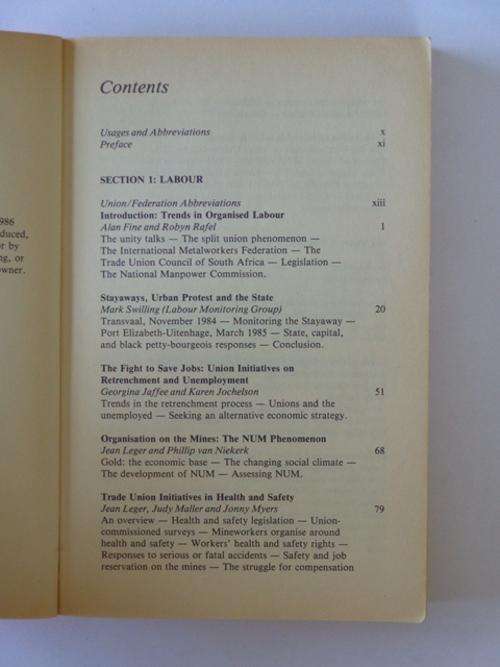 986
duced,
or by
ng, or
owner.
Contents
Usages and Abbreviations x
Preface xi
SECTION 1: LABOUR
Union/Federation Abbreviations xiii
Introduction: Trends in Organised Labour
Alan Fine and Robyn Rafel 1
The unity talks — The split union phenomenon —
The International Metalworkers Federation — The
Trade Union Council of South Africa — Legislation —
The National Manpower Commission.
Stayaways, Urban Protest and the State
Mark Swilling (Labour Monitoring Group) 20
Transvaal, November 1984 — Monitoring the Stayaway —
Port Elizabeth-Uitenhage, March 1985 — State, capital,
and black petty-bourgeois responses — Conclusion.
The Fight to Save Jobs: Union Initiatives on
Retrenchment and Unemployment
Georgina Jaffee and Karen Jochelson 51
Trends in the retrenchment process — Unions and the
unemployed — Seeking an alternative economic strategy.
Organisation on the Mines: The NUM Phenomenon
Jean Leger and Phillip van Niekerk 68
Gold: the economic base — The changing social climate —
The development of NUM — Assessing NUM.
Trade Union Initiatives in Health and Safety
Jean Leger, Judy Maller and Jonny Myers 79
An overview — Health and safety legislation — Union-
commissioned surveys — Mineworkers organise around
health and safety — Workers' health and safety rights —
Responses to serious or fatal accidents — Safety and job
reservation on the mines — The struggle for compensation